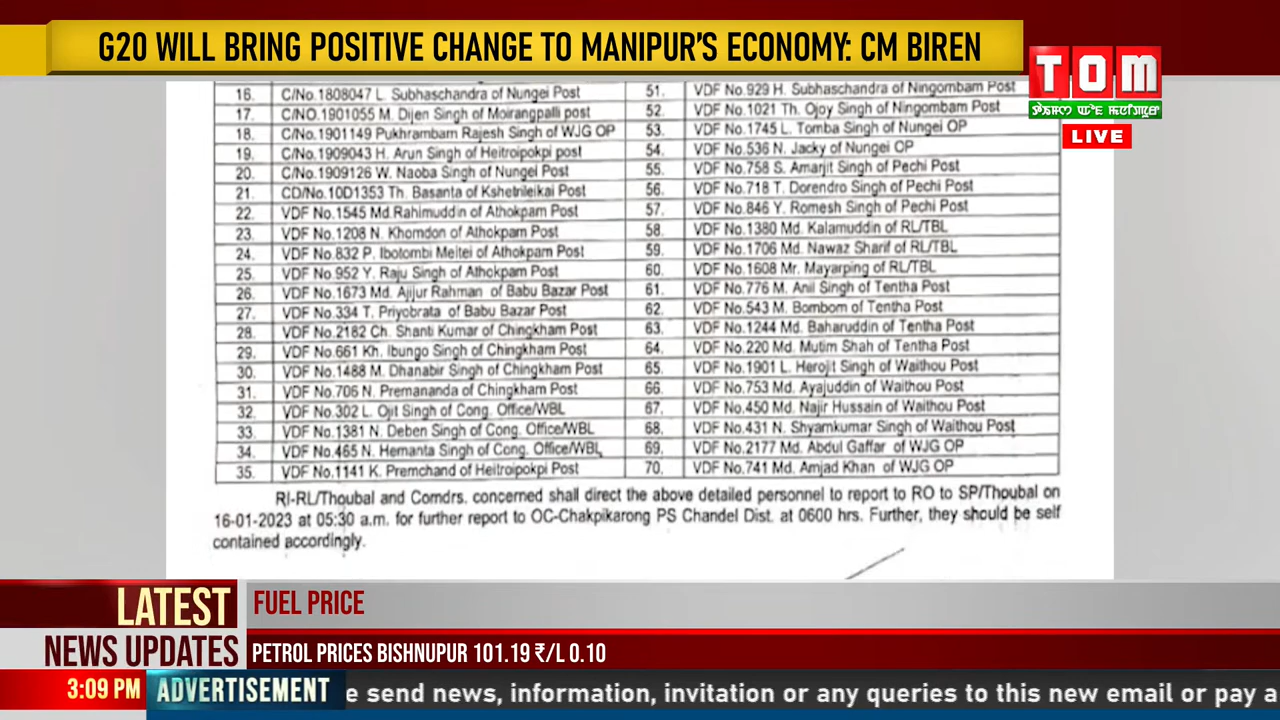 G20 WILL BRING POSITIVE CHANGE TO MANIPUR'S ECONOMY: CM BIREN
TOM
LIVE
16. C/No.1808047 L. Subhaschandra of Nungei Post 51. VDF No.929 H. Subhaschandra of Ningombam Post
17. C/NO.1901055 M. Dijen Singh of Moirangpalli post 52. VDF No.1021 Th. Ojoy Singh of Ningombam Post
18. C/No.1901149 Pukhrambam Rajesh Singh of WJG OP 53. VDF No.1745 L. Tomba Singh of Nungei OP
19. C/No.1909043 H. Arun Singh of Heitroipokpi post 54. VDF No.536 N. Jacky of Nungei OP
20. C/No.1909126 W. Naoba Singh of Nungei Post 55. VDF No.758 S. Amarjit Singh of Pechi Post
21. CD/No.10D1353 Th. Basanta of Kshetrileikai Post 56. VDF No.718 T. Dorendro Singh of Pechi Post
22. VDF No.1545 Md.Rahimuddin of Athokpam Post 57. VDF No.846 Y. Romesh Singh of Pechi Post
23. VDF No.1208 N. Khomdon of Athokpam Post 58. VDF No.1380 Md. Kalamuddin of RL/TBL
24. VDF No.832 P. Ibotombi Meitei of Athokpam Post 59. VDF No.1706 Md. Nawaz Sharif of RL/TBL
25. VDF No.952 Y. Raju Singh of Athokpam Post 60. VDF No.1608 Mr. Mayarping of RL/TBL
26. VDF No.1673 Md. Ajijur Rahman of Babu Bazar Post 61. VDF No.776 M. Anil Singh of Tentha Post
27. VDF No.334 T. Priyobrata of Babu Bazar Post 62. VDF No.543 M. Bombom of Tentha Post
28. VDF No.2182 Ch. Shanti Kumar of Chingkham Post 63. VDF No.1244 Md. Baharuddin of Tentha Post
29. VDF No.661 Kh. Ibungo Singh of Chingkham Post 64. VDF No.220 Md. Mutim Shah of Tentha Post
30. VDF No.1488 M. Dhanabir Singh of Chingkham Post 65. VDF No.1901 L. Herojit Singh of Waithou Post
31. VDF No.706 N. Premananda of Chingkham Post 66. VDF No.753 Md. Ayajuddin of Waithou Post
32. VDF No.302 L. Ojit Singh of Cong. Office/WBL 67. VDF No.450 Md. Najir Hussain of Waithou Post
33. VDF No.1381 N. Deben Singh of Cong. Office/WBL 68. VDF No.431 N. Shyamkumar Singh of Waithou Post
34. VDF No.465 N. Hemanta Singh of Cong. Office/WBL 69. VDF No.2177 Md. Abdul Gaffar of WJG OP
35. VDF No.1141 K. Premchand of Heitroipokpi Post 70. VDF No.741 Md. Amjad Khan of WJG OP
RI-RL/Thoubal and Comdrs. concerned shall direct the above detailed personnel to report to RO to SP/Thoubal on
16-01-2023 at 05:30 a.m. for further report to OC-Chakpikarong PS Chandel Dist. at 0600 hrs. Further, they should be self
contained accordingly.
LATEST
NEWS UPDATES
FUEL PRICE
PETROL PRICES BISHNUPUR 101.19 ₹/L 0.10
3:09 PM
ADVERTISEMENT
e send news, information, invitation or any queries to this new email or pay a